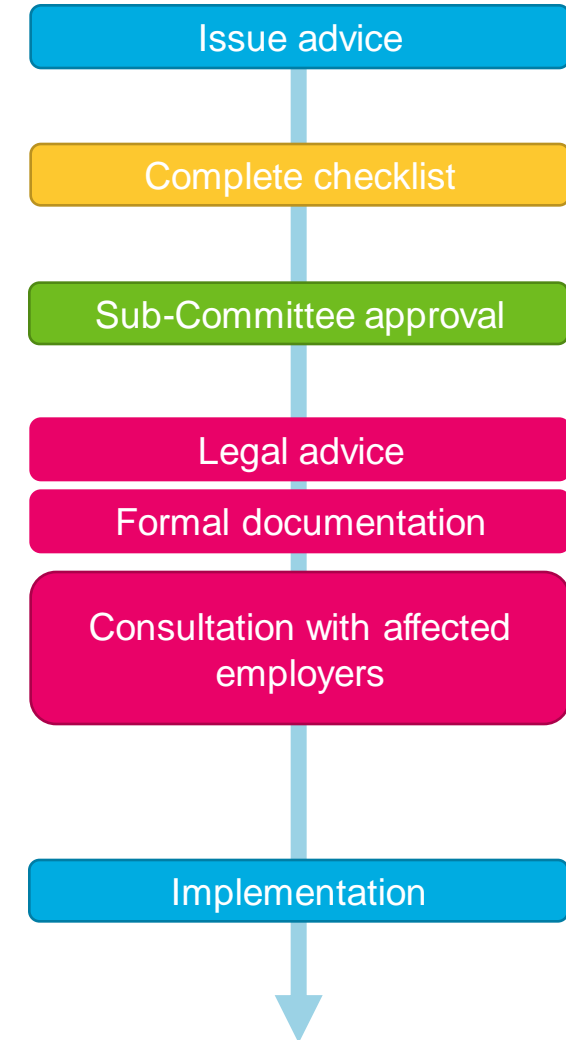 Issue advice
Complete checklist
Sub-Committee approval
Legal advice
Formal documentation
Consultation with affected
employers
Implementation